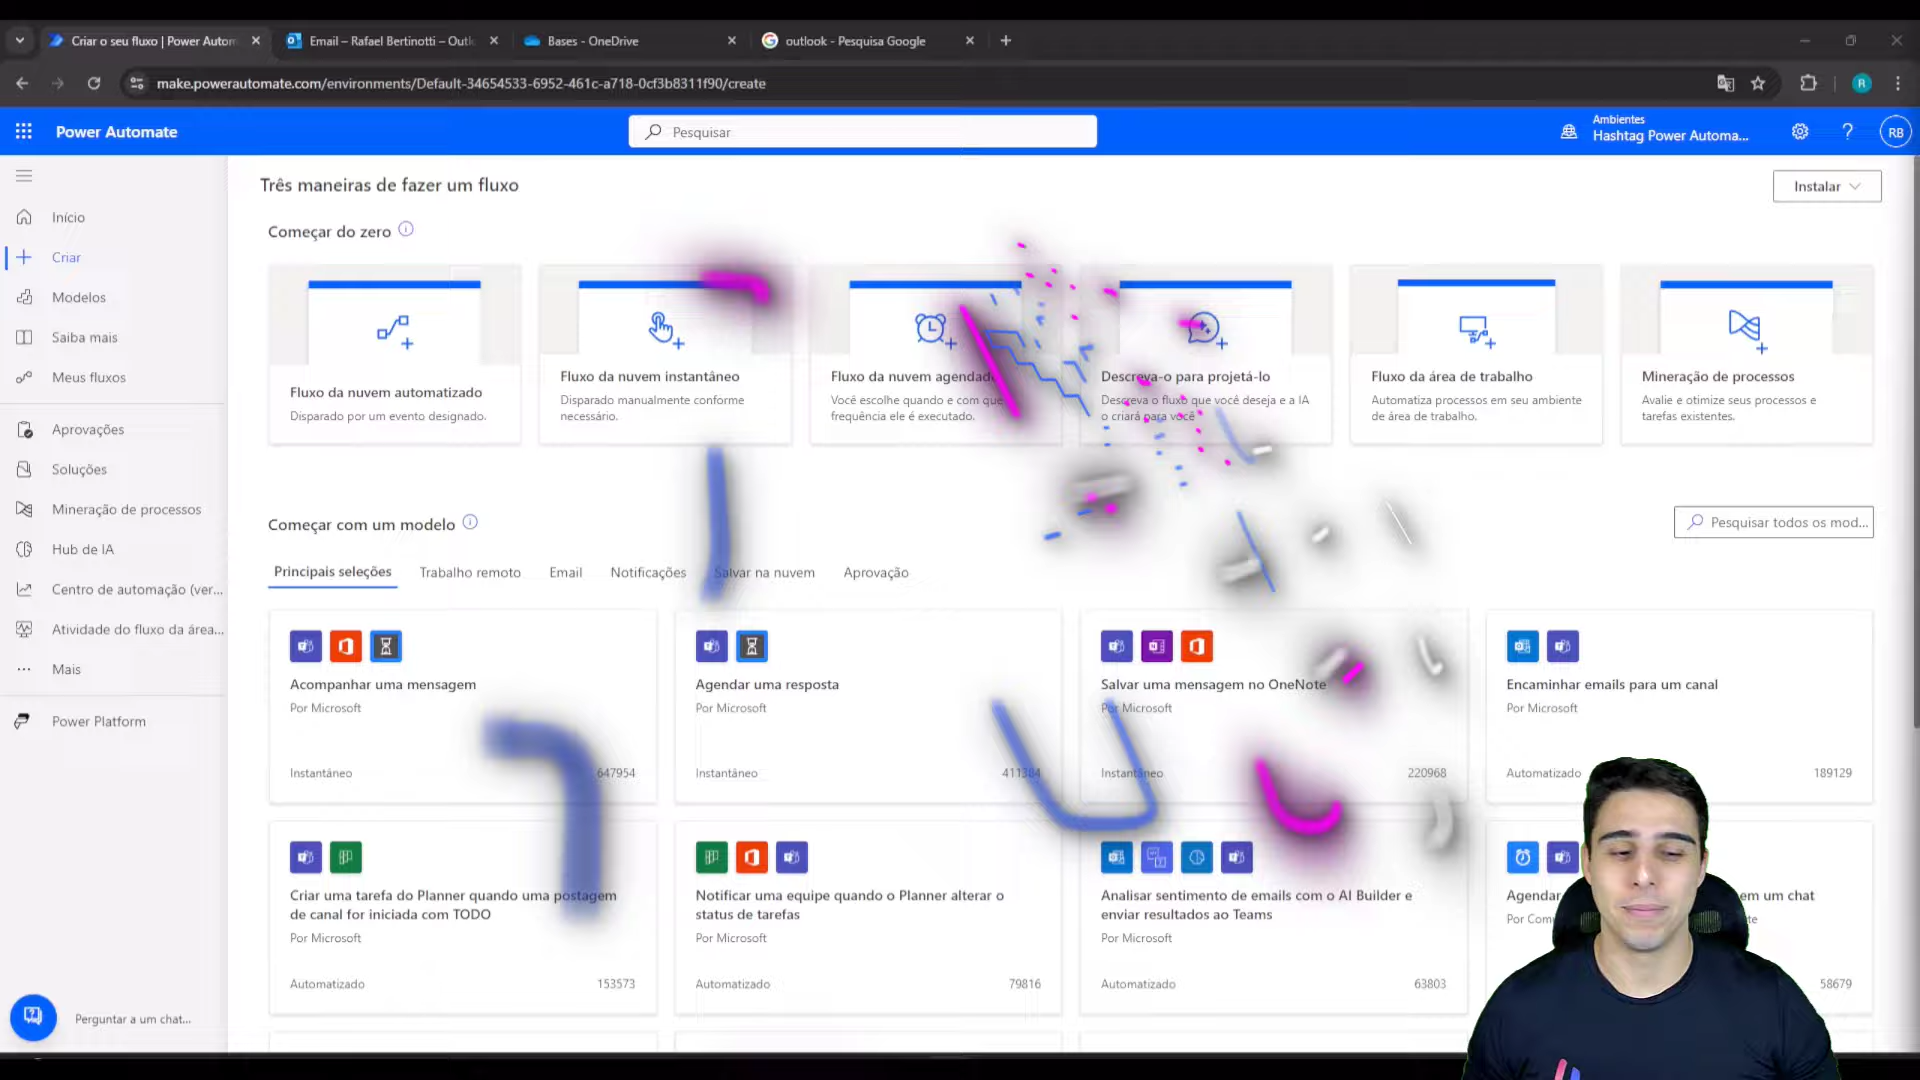 Criar o seu fluxo | Power Autom
Email – Rafael Bertinotti – Outl
Bases - OneDrive
outlook - Pesquisa Google
make.powerautomate.com/environments/Default-34654533-6952-461c-a718-0cf3b8311f90/create
R
Power Automate
Pesquisar
Ambientes
Hashtag Power Automa...
RB
Início
Criar
Modelos
Saiba mais
Meus fluxos
Aprovações
Soluções
Mineração de processos
Hub de IA
Centro de automação (ver...
Atividade do fluxo da área...
Mais
Power Platform
Perguntar a um chat...
Três maneiras de fazer um fluxo
Instalar
Começar do zero
Fluxo da nuvem automatizado
Disparado por um evento designado.
Fluxo da nuvem instantâneo
Disparado manualmente conforme
necessário.
Fluxo da nuvem agendado
Você escolhe quando e com que
frequência ele é executado.
Descreva-o para projetá-lo
Descreva o fluxo que você deseja e a IA
o criará para você
Fluxo da área de trabalho
Automatiza processos em seu ambiente
de área de trabalho.
Mineração de processos
Avalie e otimize seus processos e
tarefas existentes.
Começar com um modelo
Pesquisar todos os mod...
Principais seleções
Trabalho remoto
Email
Notificações
Salvar na nuvem
Aprovação
Acompanhar uma mensagem
Por Microsoft
Instantâneo
647954
Agendar uma resposta
Por Microsoft
Instantâneo
411384
Salvar uma mensagem no OneNote
Por Microsoft
Instantâneo
220968
Encaminhar emails para um canal
Por Microsoft
Automatizado
189129
Criar uma tarefa do Planner quando uma postagem
de canal for iniciada com TODO
Por Microsoft
Automatizado
153573
Notificar uma equipe quando o Planner alterar o
status de tarefas
Por Microsoft
Automatizado
79816
Analisar sentimento de emails com o AI Builder e
enviar resultados ao Teams
Por Microsoft
Automatizado
63803
Agendar
em um chat
Por Com
te
58679